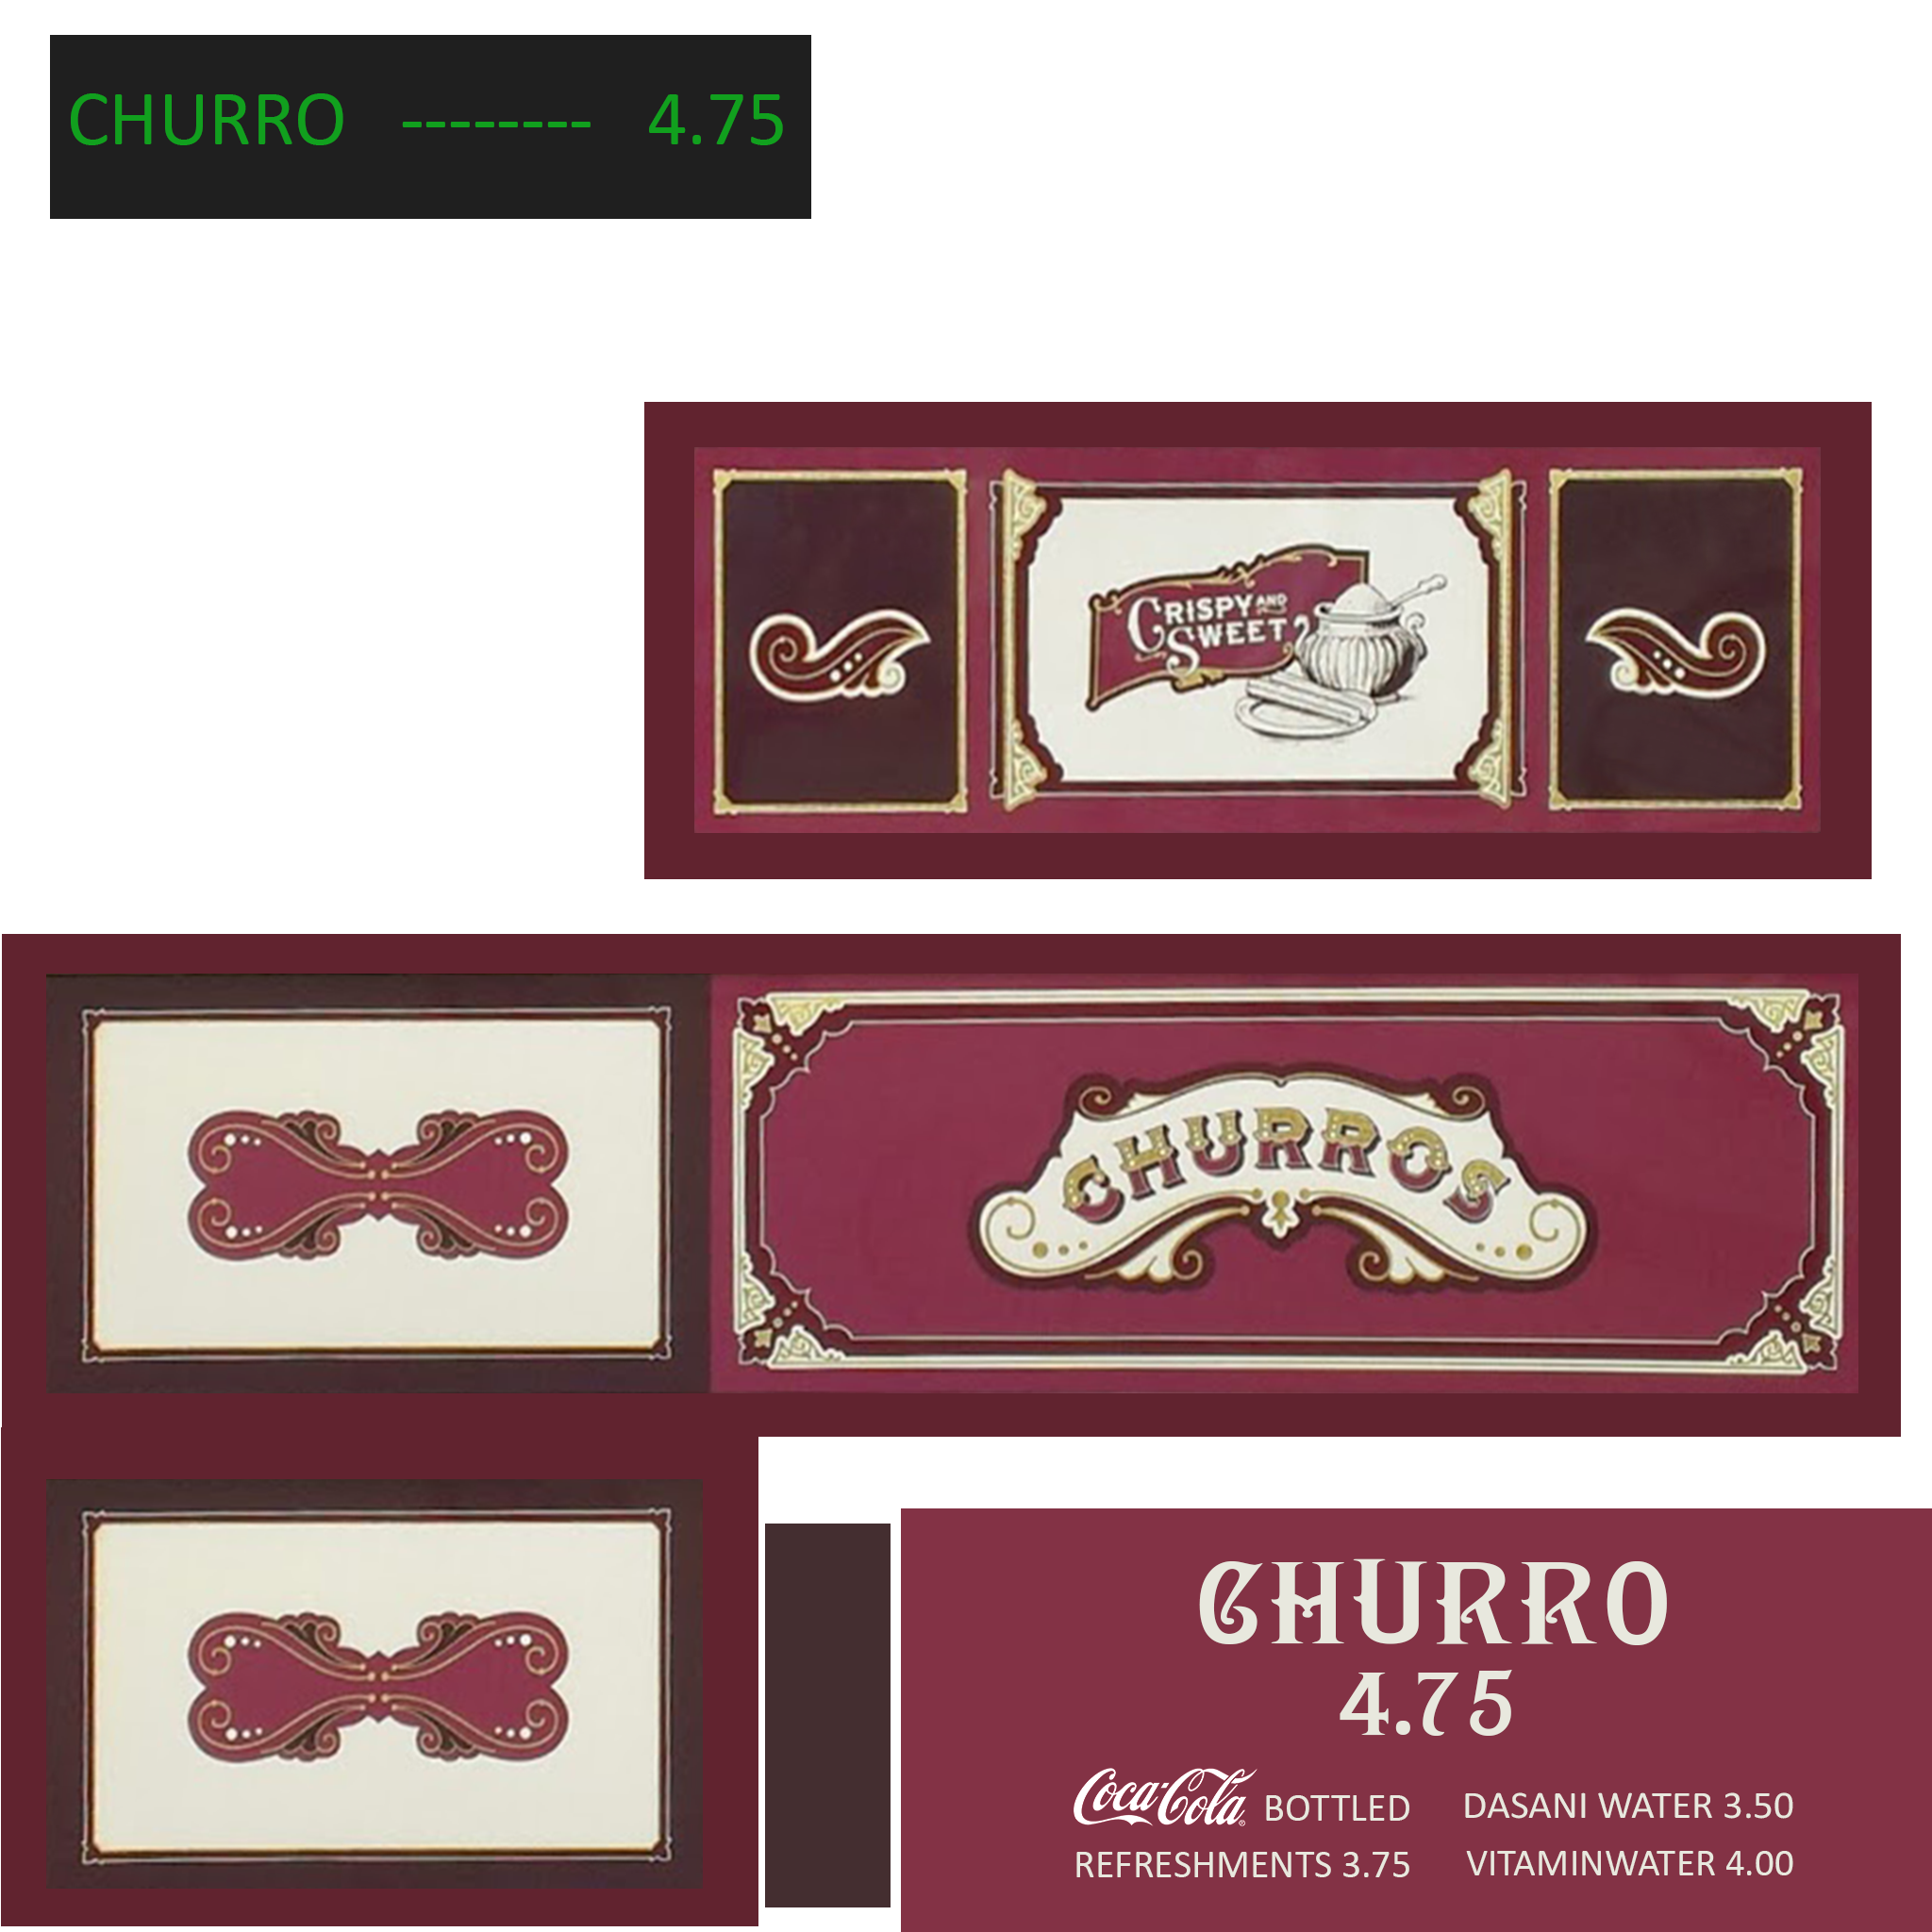 CHURRO -------- 4.75
CRISPY AND
SWEET
CHURROS
CHURRO
4.75
Coca-Cola® BOTTLED
REFRESHMENTS 3.75
DASANI WATER 3.50
VITAMINWATER 4.00